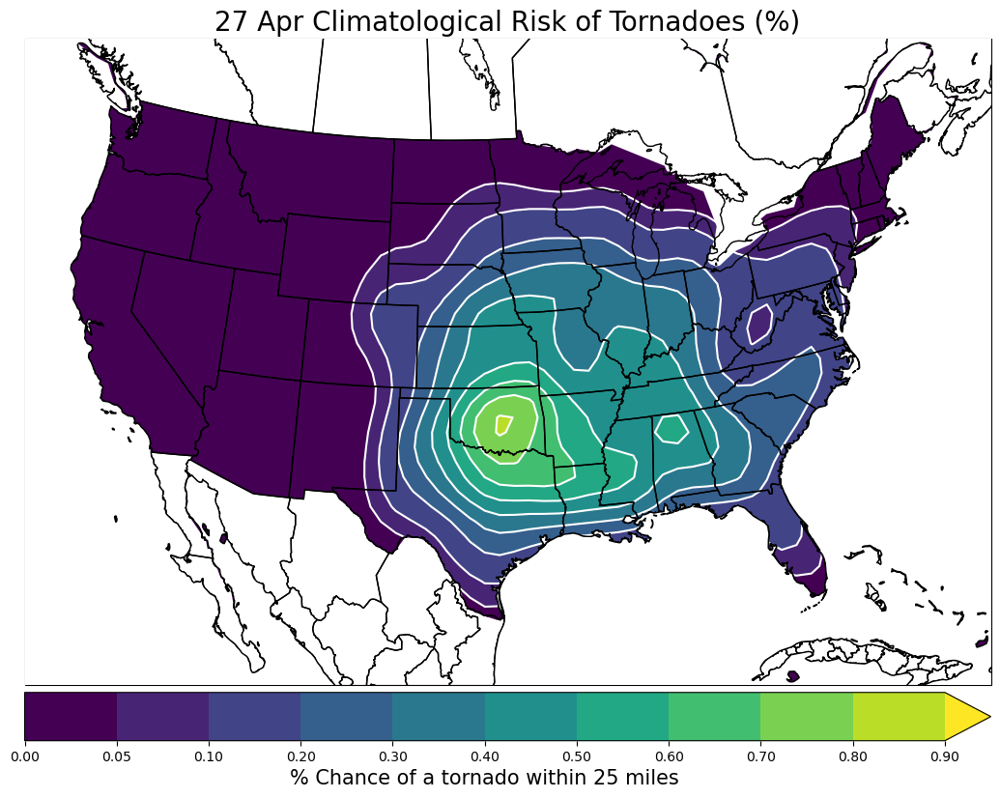 27 Apr Climatological Risk of Tornadoes (%)
0.00 0.05 0.10 0.20 0.30 0.40 0.50 0.60 0.70 0.80 0.90
% Chance of a tornado within 25 miles